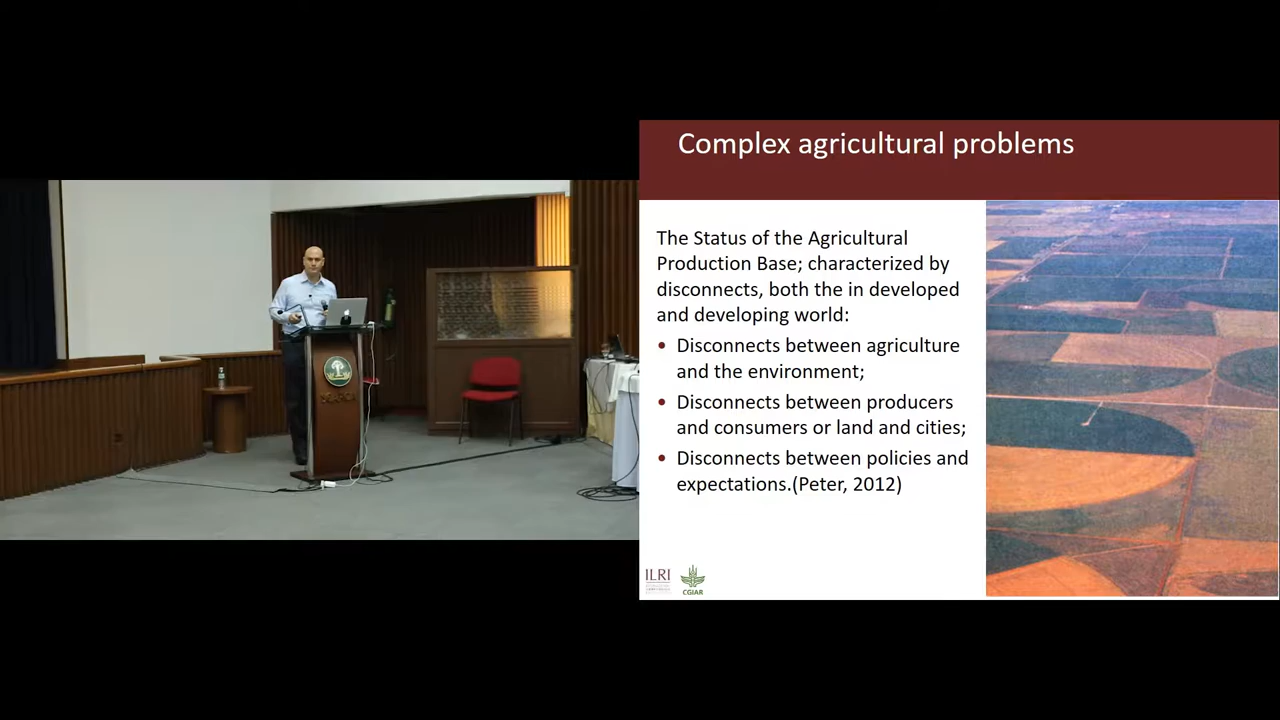 Complex agricultural problems
The Status of the Agricultural
Production Base; characterized by
disconnects, both the in developed
and developing world:
• Disconnects between agriculture
and the environment;
• Disconnects between producers
and consumers or land and cities;
• Disconnects between policies and
expectations.(Peter, 2012)
ILRI
CGIAR